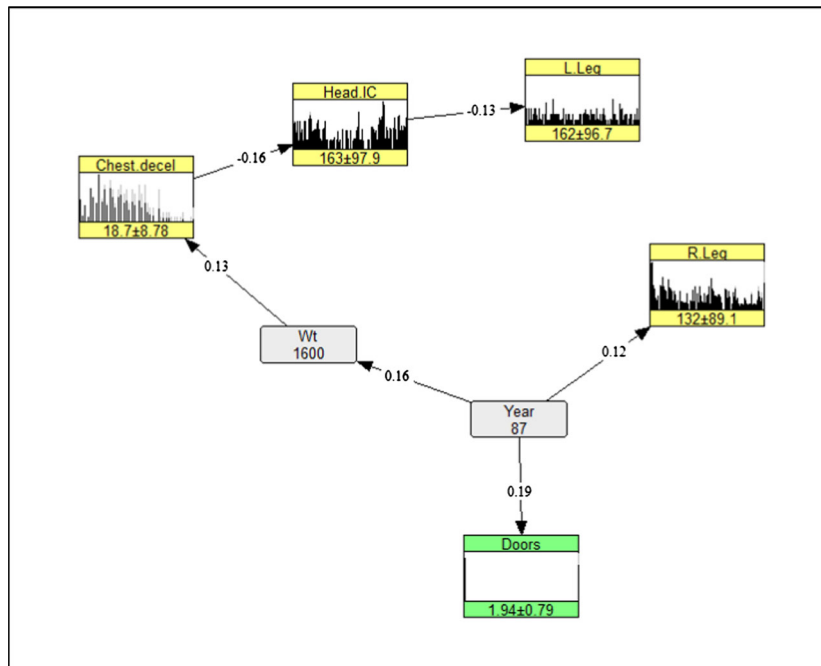 L.Leg
162±96.7
-0.13
Head.IC
163±97.9
-0.16
Chest.decel
18.7±8.78
0.13
R.Leg
132±89.1
0.12
Wt
1600
0.16
Year
87
0.19
Doors
1.94±0.79